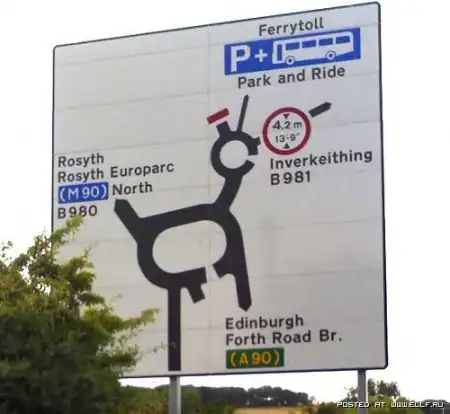 Ferrytoll
P+
Park and Ride
4.2 m
13'-9"
Inverkeithing
B981
Rosyth
Rosyth Europarc
(M90) North
B980
Edinburgh
Forth Road Br.
(A90)
POSTED AT WWW.ELLF.RU